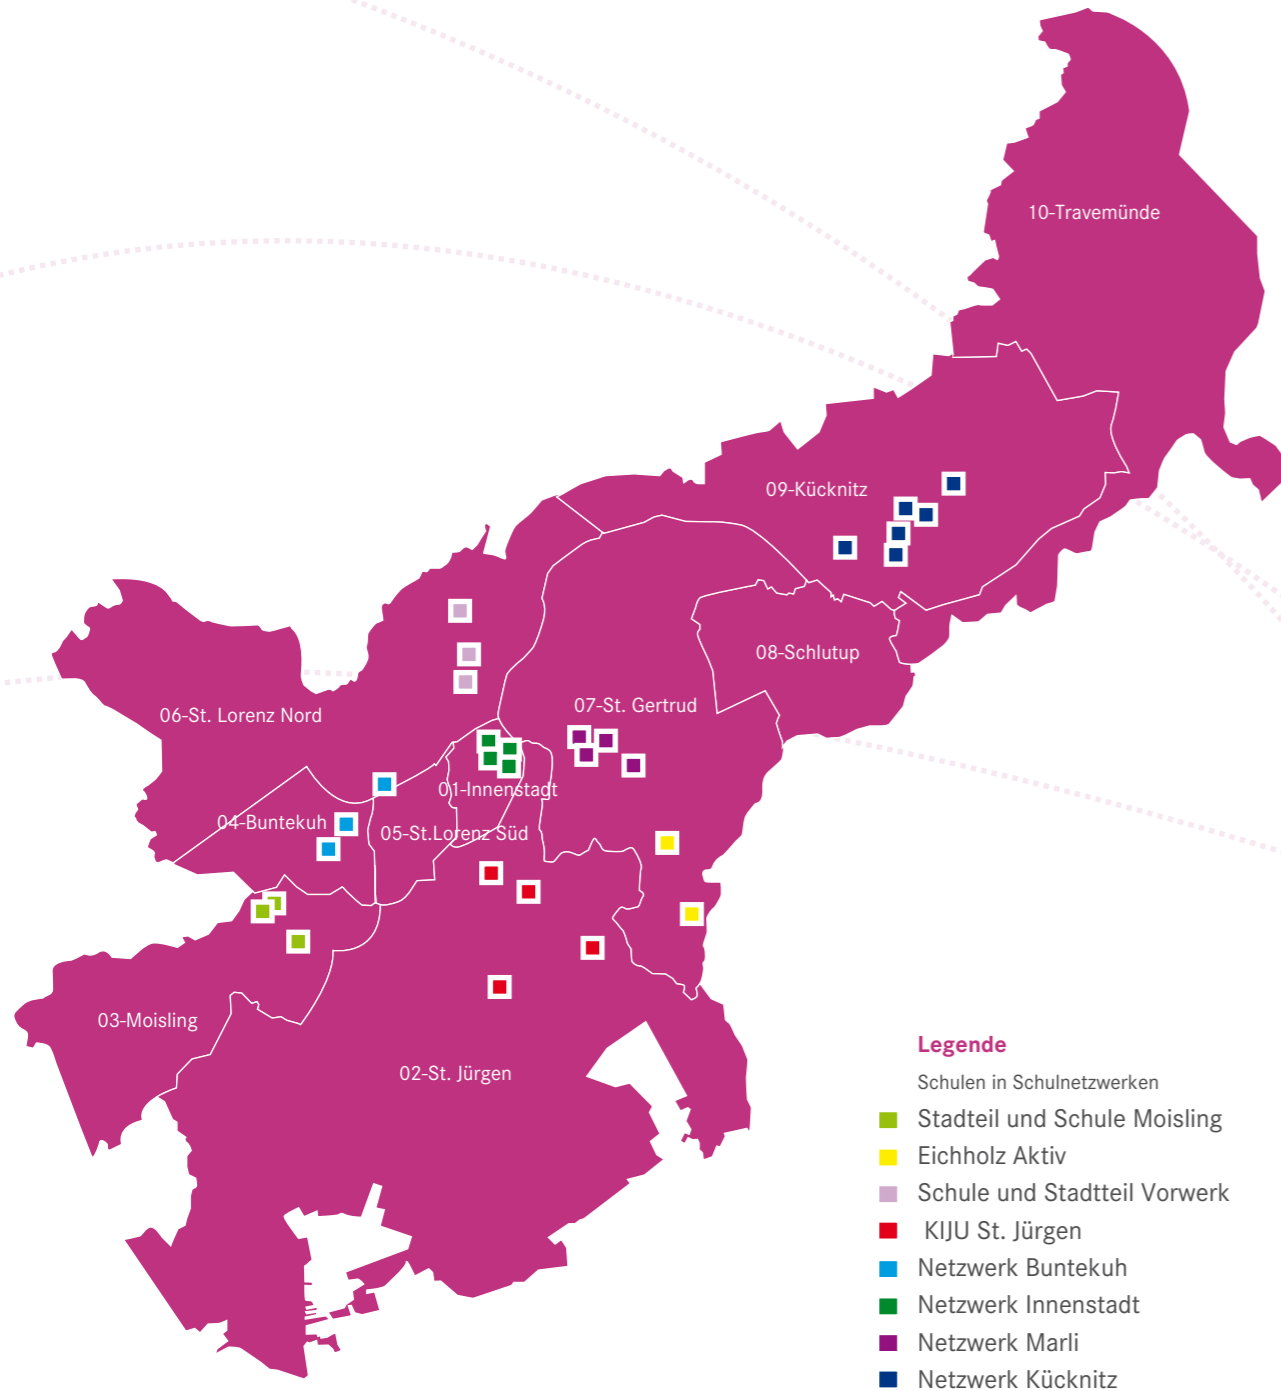 10-Travemünde
09-Kücknitz
08-Schlutup
07-St. Gertrud
06-St. Lorenz Nord
01-Innenstadt
04-Buntekuh
05-St.Lorenz Süd
03-Moisling
02-St. Jürgen
Legende
Schulen in Schulnetzwerken
Stadteil und Schule Moisling
Eichholz Aktiv
Schule und Stadtteil Vorwerk
KIJU St. Jürgen
Netzwerk Buntekuh
Netzwerk Innenstadt
Netzwerk Marli
Netzwerk Kücknitz